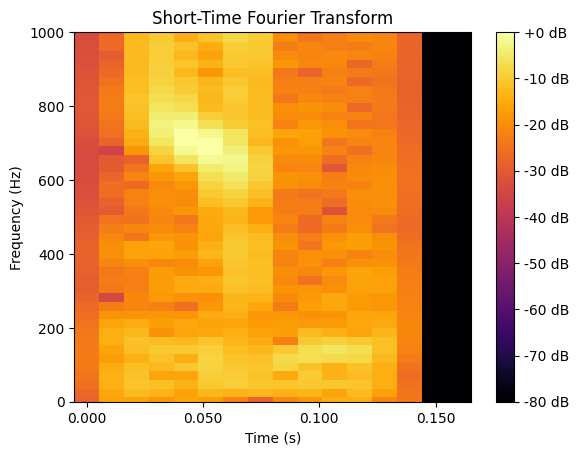 Short-Time Fourier Transform
1000
800
600
400
200
0
Frequency (Hz)
0.000
0.050
0.100
0.150
Time (s)
+0 dB
-10 dB
-20 dB
-30 dB
-40 dB
-50 dB
-60 dB
-70 dB
-80 dB